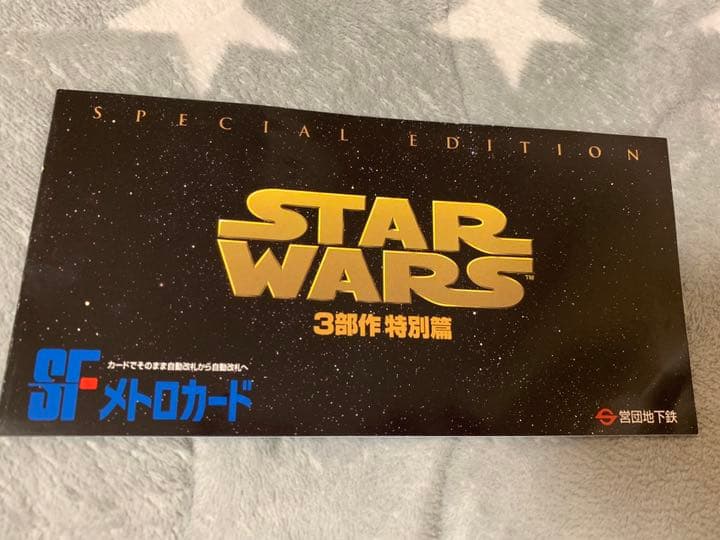 SPECIAL EDITION
STAR
WARS™
3部作 特別篇
カードでそのまま自動改札から自動改札へ
SF メトロカード
S 営団地下鉄